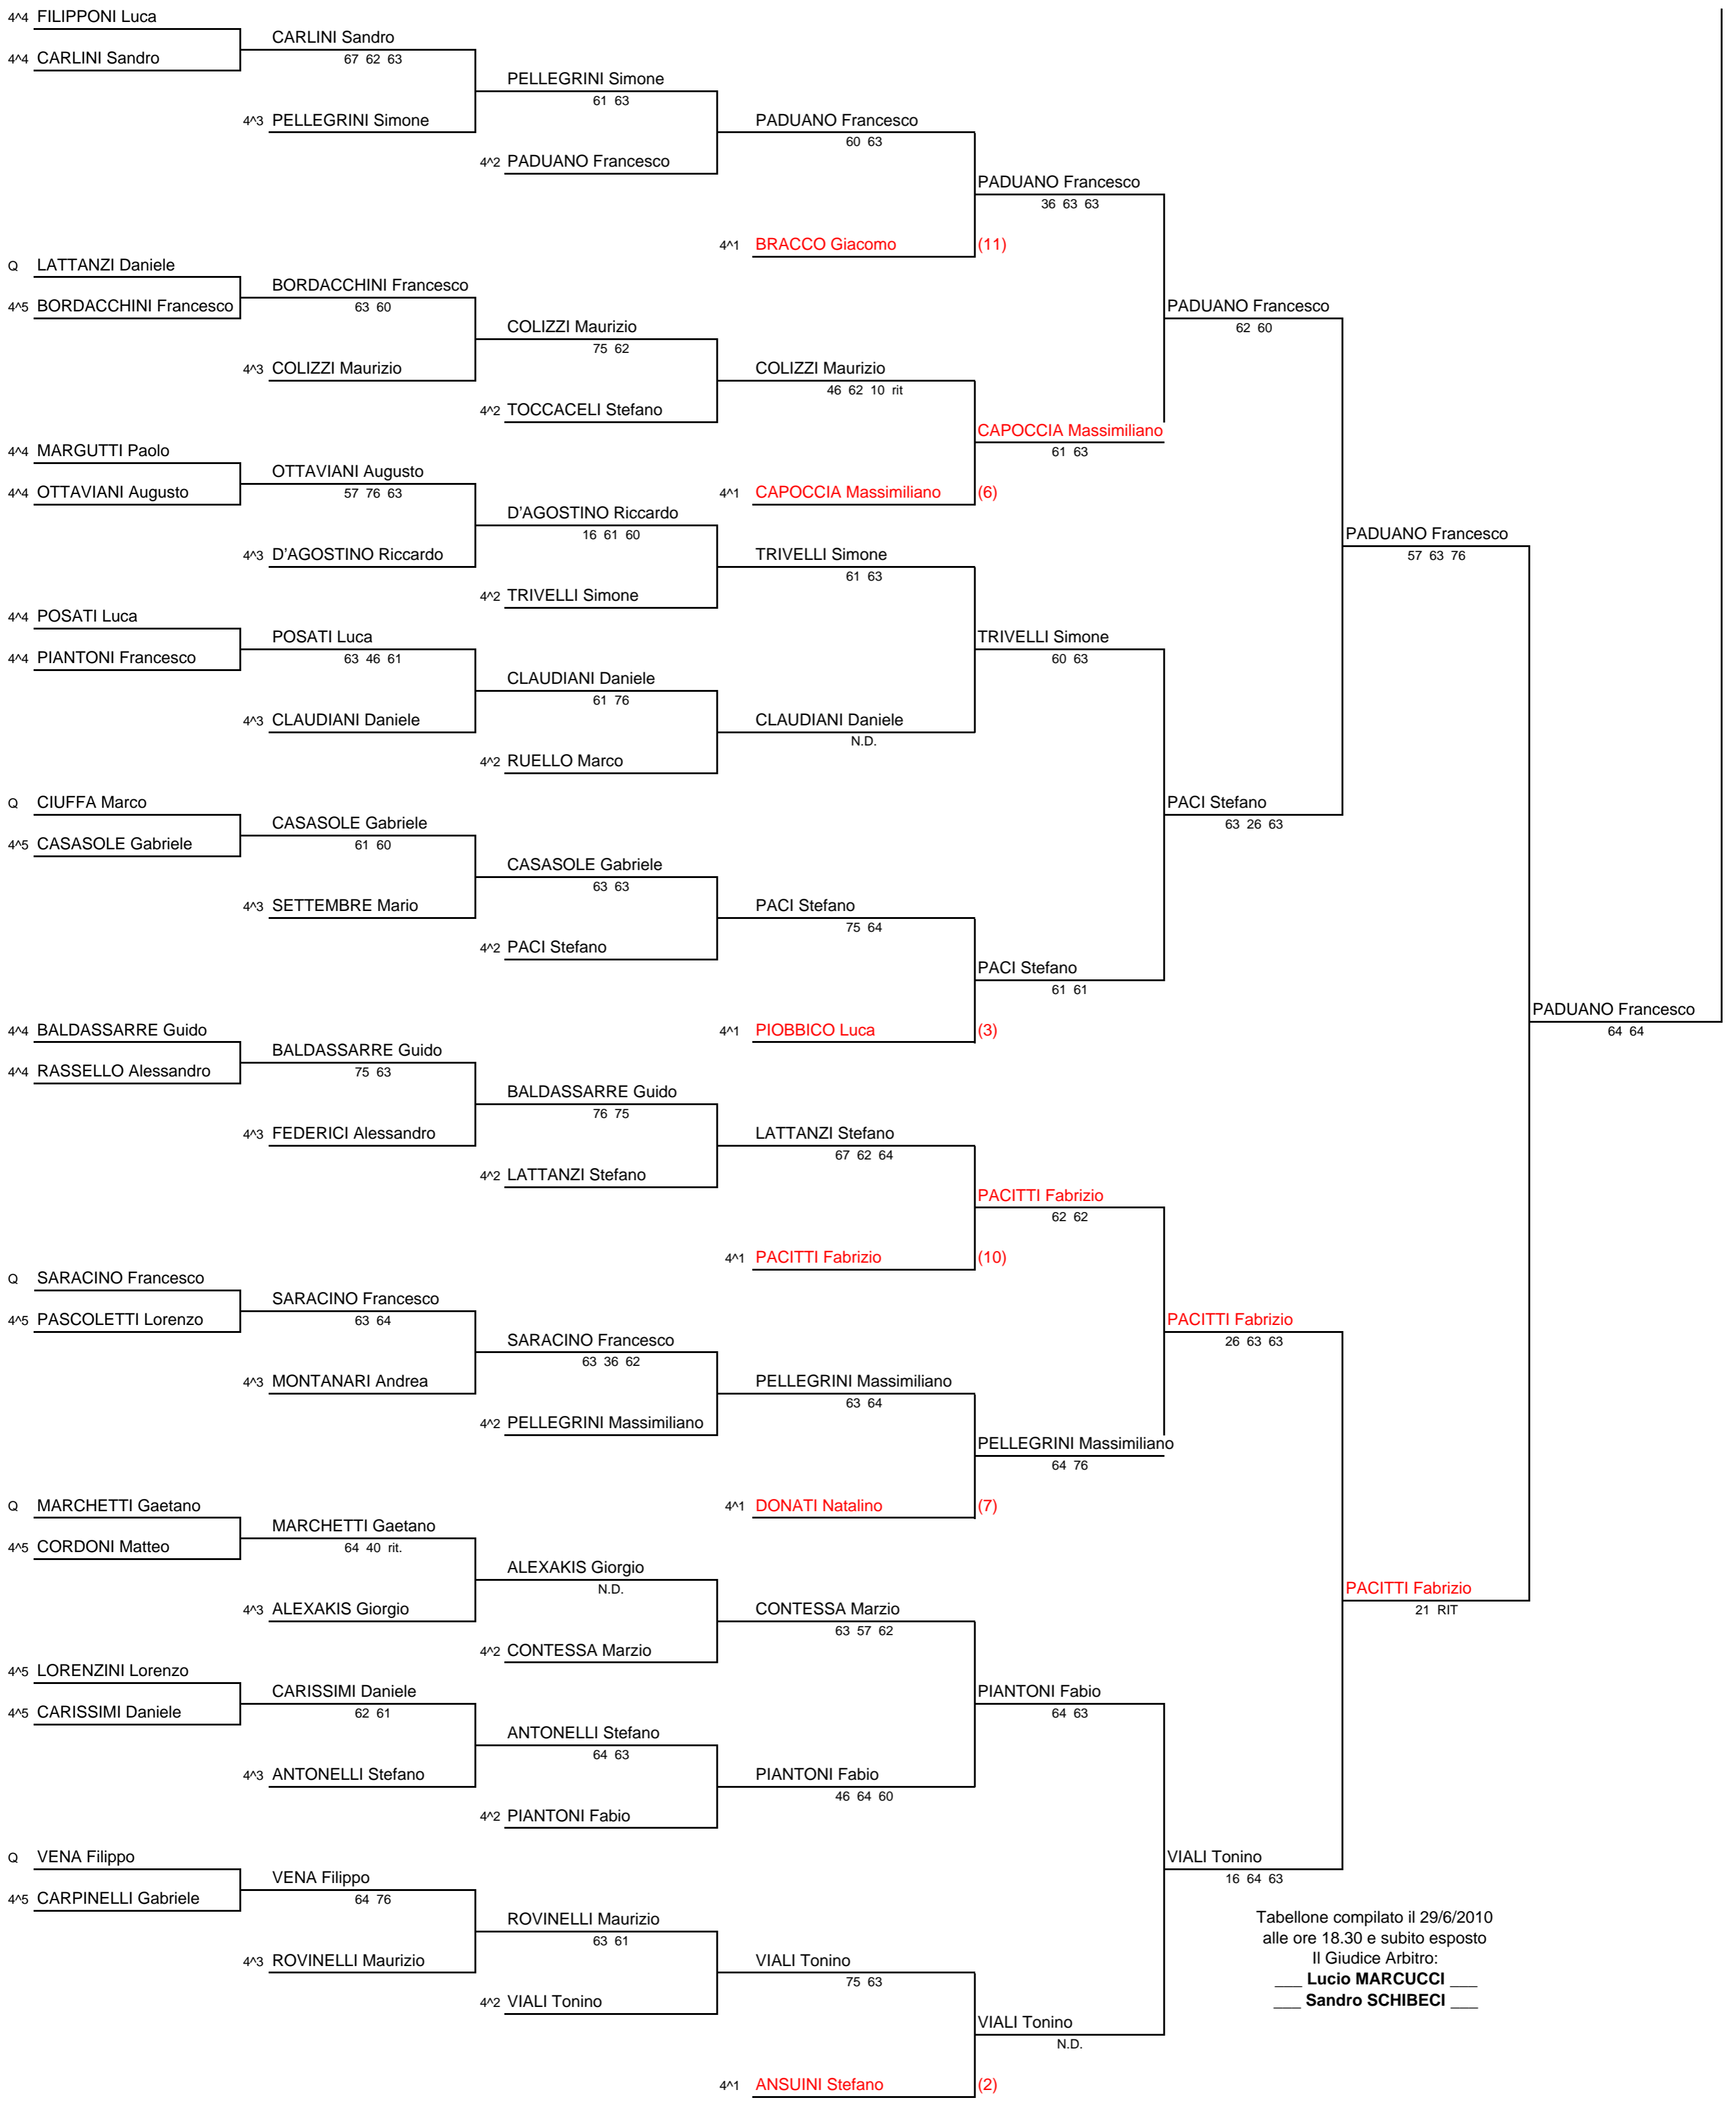 4^4 FILIPPONI Luca
CARLINI Sandro
4^4 CARLINI Sandro
67 62 63
PELLEGRINI Simone
61 63
4^3 PELLEGRINI Simone
PADUANO Francesco
60 63
4^2 PADUANO Francesco
PADUANO Francesco
36 63 63
4^1 BRACCO Giacomo (11)
Q LATTANZI Daniele
BORDACCHINI Francesco
4^5 BORDACCHINI Francesco
63 60
PADUANO Francesco
62 60
COLIZZI Maurizio
75 62
4^3 COLIZZI Maurizio
COLIZZI Maurizio
46 62 10 rit
4^2 TOCCACELI Stefano
CAPOCCIA Massimiliano
61 63
4^4 MARGUTTI Paolo
OTTAVIANI Augusto
4^4 OTTAVIANI Augusto
57 76 63
4^1 CAPOCCIA Massimiliano (6)
D'AGOSTINO Riccardo
16 61 60
PADUANO Francesco
57 63 76
4^3 D'AGOSTINO Riccardo
TRIVELLI Simone
61 63
4^2 TRIVELLI Simone
4^4 POSATI Luca
POSATI Luca
63 46 61
TRIVELLI Simone
60 63
4^4 PIANTONI Francesco
CLAUDIANI Daniele
61 76
4^3 CLAUDIANI Daniele
CLAUDIANI Daniele
N.D.
4^2 RUELLO Marco
Q CIUFFA Marco
PACI Stefano
63 26 63
CASASOLE Gabriele
61 60
4^5 CASASOLE Gabriele
CASASOLE Gabriele
63 63
4^3 SETTEMBRE Mario
PACI Stefano
75 64
4^2 PACI Stefano
PACI Stefano
61 61
PADUANO Francesco
64 64
4^4 BALDASSARRE Guido
4^1 PIOBBICO Luca (3)
BALDASSARRE Guido
75 63
4^4 RASSELLO Alessandro
BALDASSARRE Guido
76 75
4^3 FEDERICI Alessandro
LATTANZI Stefano
67 62 64
4^2 LATTANZI Stefano
PACITTI Fabrizio
62 62
4^1 PACITTI Fabrizio (10)
Q SARACINO Francesco
SARACINO Francesco
63 64
4^5 PASCOLETTI Lorenzo
PACITTI Fabrizio
26 63 63
SARACINO Francesco
63 36 62
4^3 MONTANARI Andrea
PELLEGRINI Massimiliano
63 64
4^2 PELLEGRINI Massimiliano
PELLEGRINI Massimiliano
64 76
Q MARCHETTI Gaetano
4^1 DONATI Natalino (7)
MARCHETTI Gaetano
64 40 rit.
4^5 CORDONI Matteo
ALEXAKIS Giorgio
N.D.
PACITTI Fabrizio
21 RIT
4^3 ALEXAKIS Giorgio
CONTESSA Marzio
63 57 62
4^2 CONTESSA Marzio
4^5 LORENZINI Lorenzo
CARISSIMI Daniele
62 61
PIANTONI Fabio
64 63
4^5 CARISSIMI Daniele
ANTONELLI Stefano
64 63
4^3 ANTONELLI Stefano
PIANTONI Fabio
46 64 60
4^2 PIANTONI Fabio
Q VENA Filippo
VIALI Tonino
16 64 63
VENA Filippo
64 76
4^5 CARPINELLI Gabriele
ROVINELLI Maurizio
63 61
4^3 ROVINELLI Maurizio
VIALI Tonino
75 63
4^2 VIALI Tonino
VIALI Tonino
N.D.
4^1 ANSUINI Stefano (2)
Tabellone compilato il 29/6/2010
alle ore 18.30 e subito esposto
Il Giudice Arbitro:
___ Lucio MARCUCCI ___
___ Sandro SCHIBECI ___